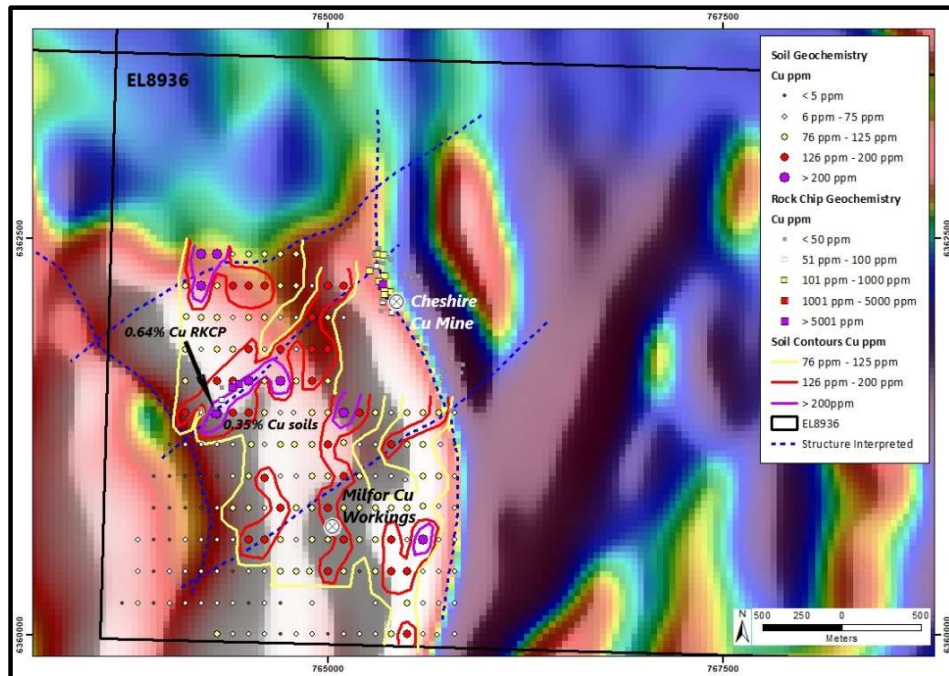 765000
767500
EL8936
Soil Geochemistry
Cu ppm
< 5 ppm
6 ppm - 75 ppm
76 ppm - 125 ppm
126 ppm - 200 ppm
> 200 ppm
Rock Chip Geochemistry
Cu ppm
< 50 ppm
51 ppm - 100 ppm
101 ppm - 1000 ppm
1001 ppm - 5000 ppm
> 5001 ppm
Soil Contours Cu ppm
76 ppm - 125 ppm
126 ppm - 200 ppm
> 200ppm
EL8936
Structure Interpreted
6362500
6362500
Cheshire
Cu Mine
0.64% Cu RKCP
0.35% Cu soils
Milfor Cu
Workings
N
500 250 0 500
Meters
6360000
6360000
765000
767500